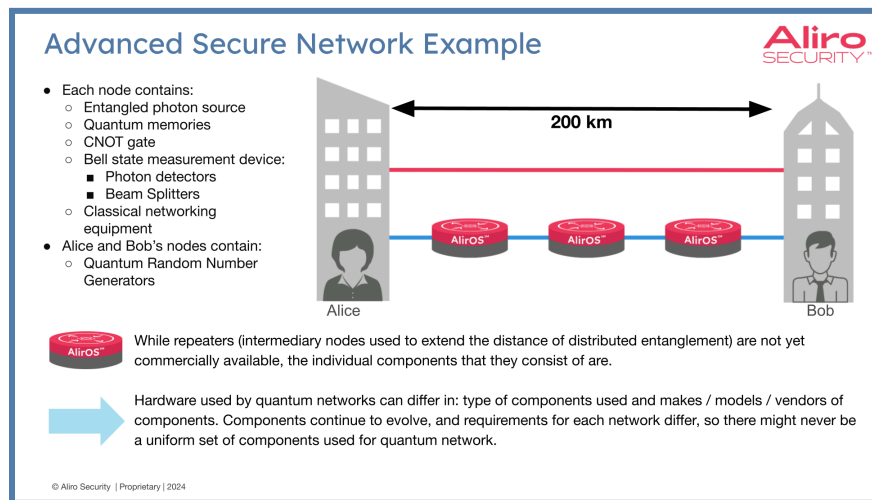 Advanced Secure Network Example
Aliro
SECURITY™
● Each node contains:
○ Entangled photon source
○ Quantum memories
○ CNOT gate
○ Bell state measurement device:
■ Photon detectors
■ Beam Splitters
○ Classical networking
equipment
● Alice and Bob's nodes contain:
○ Quantum Random Number
Generators
200 km
AlirOS™
AlirOS™
AlirOS™
Alice
Bob
AlirOS™
While repeaters (intermediary nodes used to extend the distance of distributed entanglement) are not yet
commercially available, the individual components that they consist of are.
Hardware used by quantum networks can differ in: type of components used and makes / models / vendors of
components. Components continue to evolve, and requirements for each network differ, so there might never be
a uniform set of components used for quantum network.
© Aliro Security | Proprietary | 2024